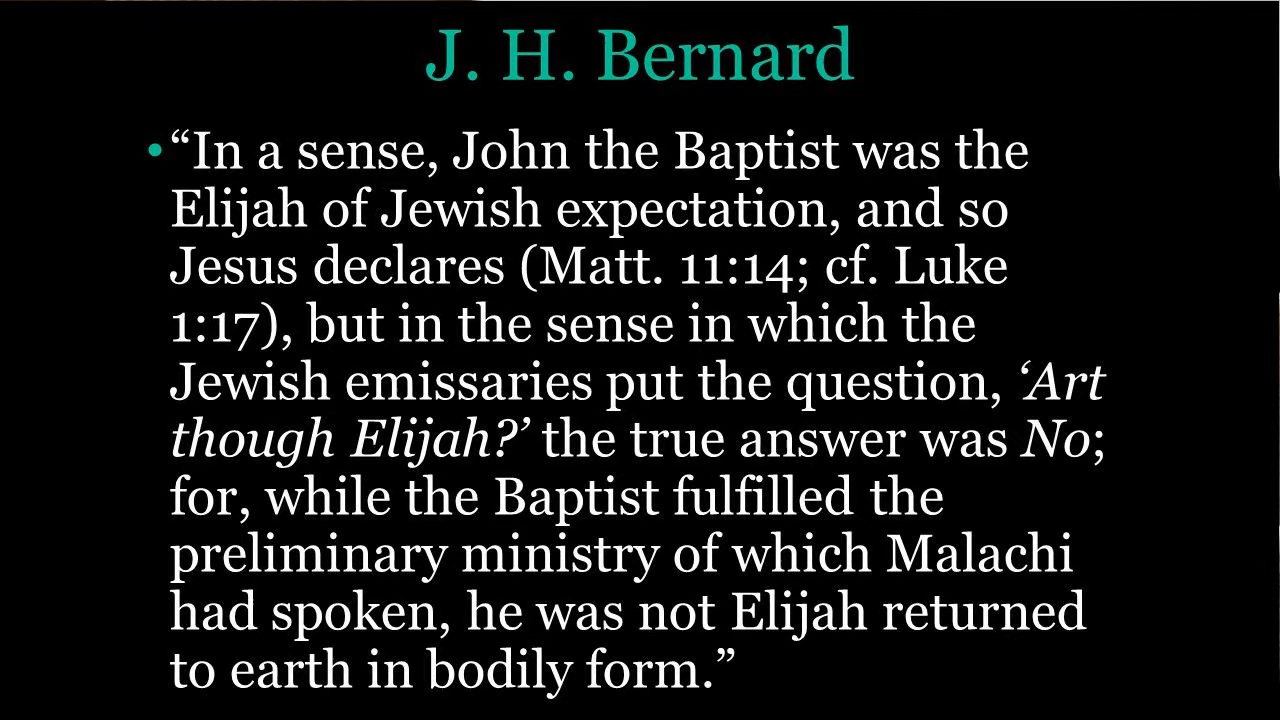 J. H. Bernard
• “In a sense, John the Baptist was the
Elijah of Jewish expectation, and so
Jesus declares (Matt. 11:14; cf. Luke
1:17), but in the sense in which the
Jewish emissaries put the question, ‘Art
though Elijah?’ the true answer was No;
for, while the Baptist fulfilled the
preliminary ministry of which Malachi
had spoken, he was not Elijah returned
to earth in bodily form.”